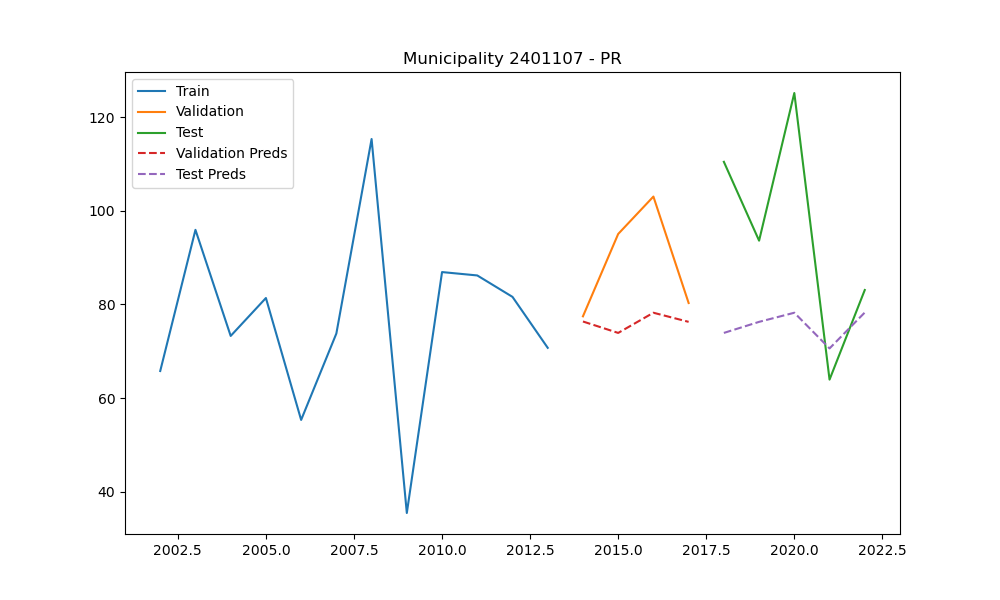 Municipality 2401107 - PR
Train
Validation
Test
Validation Preds
Test Preds
120
100
80
60
40
2002.5 2005.0 2007.5 2010.0 2012.5 2015.0 2017.5 2020.0 2022.5